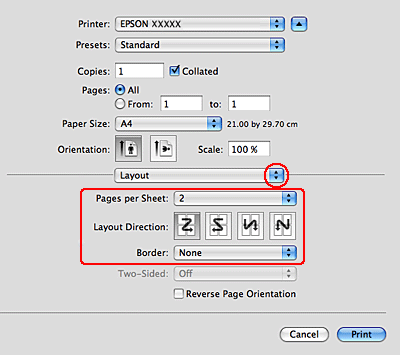 Printer: EPSON XXXXX
Presets: Standard
Copies: 1 Collated
Pages: All
From: 1 to: 1
Paper Size: A4 21.00 by 29.70 cm
Orientation: Scale: 100 %
Layout
Pages per Sheet: 2
Layout Direction:
Border: None
Two-Sided: Off
Reverse Page Orientation
Cancel Print